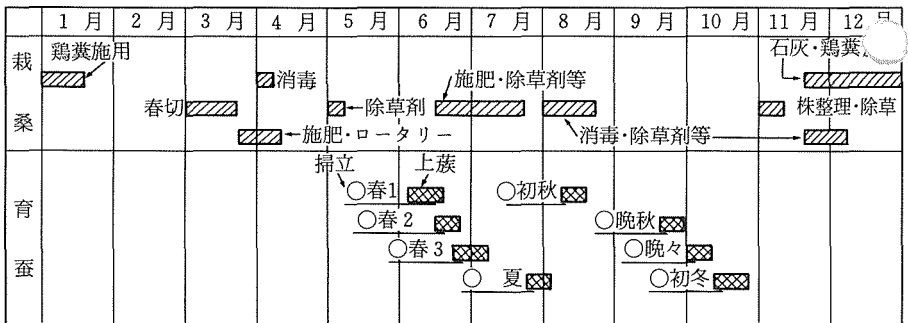 1 月 2 月 3 月 4 月 5 月 6 月 7 月 8 月 9 月 10 月 11 月 12 月
栽桑
鶏糞施用
石灰・鶏糞施
消毒
施肥・除草剤等
春切
除草剤
株整理・除草
施肥・ロータリー
消毒・除草剤等
育蚕
掃立
上蔟
○春1
○初秋
○春2
○晩秋
○春3
○晩々
○ 夏
○初冬